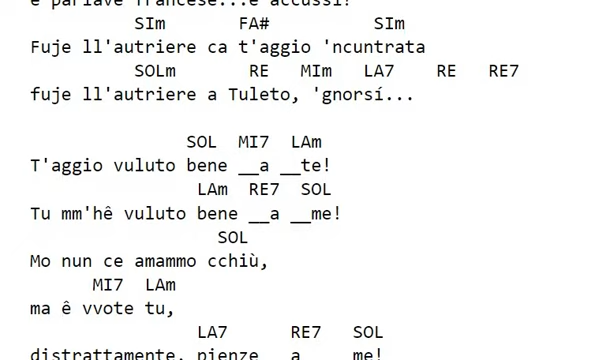 e parlave francese...è accussí?
SIm FA# SIm
Fuje ll'autriere ca t'aggio 'ncuntrata
SOLm RE MIm LA7 RE RE7
fuje ll'autriere a Tuleto, 'gnorsí...
SOL MI7 LAm
T'aggio vuluto bene __a __te!
LAm RE7 SOL
Tu mm'hê vuluto bene __a __me!
SOL
Mo nun ce amammo cchiù,
MI7 LAm
ma ê vvote tu,
LA7 RE7 SOL
distrattamente, pienze __a __me!